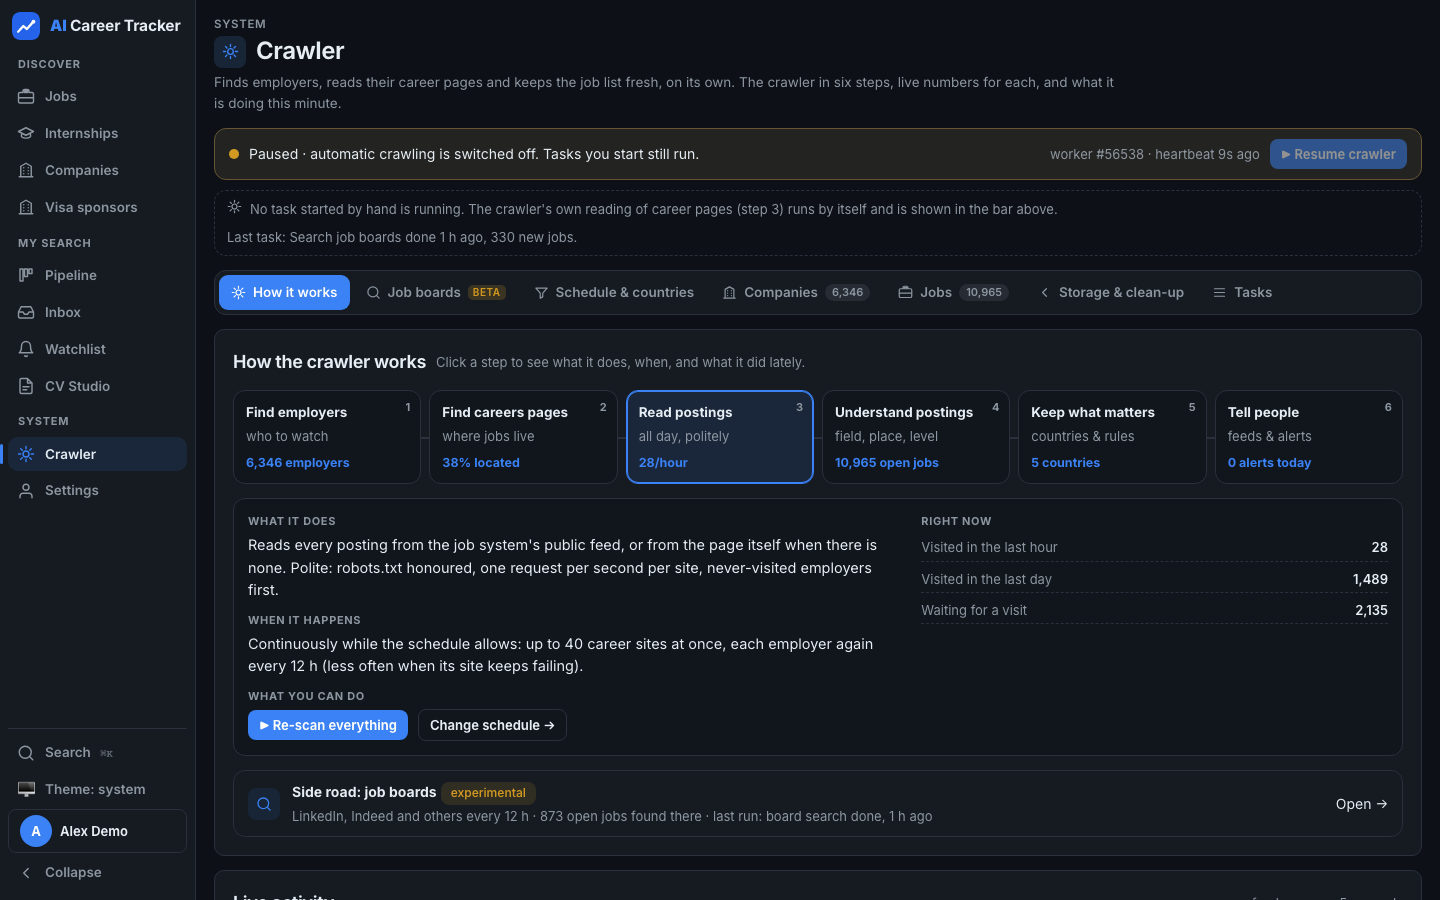 AI Career Tracker
DISCOVER
Jobs
Internships
Companies
Visa sponsors
MY SEARCH
Pipeline
Inbox
Watchlist
CV Studio
SYSTEM
Crawler
Settings
Search ⌘K
Theme: system
A Alex Demo
Collapse
SYSTEM
Crawler
Finds employers, reads their career pages and keeps the job list fresh, on its own. The crawler in six steps, live numbers for each, and what it
is doing this minute.
Paused · automatic crawling is switched off. Tasks you start still run.
worker #56538 · heartbeat 9s ago
Resume crawler
No task started by hand is running. The crawler's own reading of career pages (step 3) runs by itself and is shown in the bar above.
Last task: Search job boards done 1 h ago, 330 new jobs.
How it works
Job boards BETA
Schedule & countries
Companies 6,346
Jobs 10,965
Storage & clean-up
Tasks
How the crawler works Click a step to see what it does, when, and what it did lately.
Find employers 1
who to watch
6,346 employers
Find careers pages 2
where jobs live
38% located
Read postings 3
all day, politely
28/hour
Understand postings 4
field, place, level
10,965 open jobs
Keep what matters 5
countries & rules
5 countries
Tell people 6
feeds & alerts
0 alerts today
WHAT IT DOES
Reads every posting from the job system's public feed, or from the page itself when there is
none. Polite: robots.txt honoured, one request per second per site, never-visited employers
first.
WHEN IT HAPPENS
Continuously while the schedule allows: up to 40 career sites at once, each employer again
every 12 h (less often when its site keeps failing).
WHAT YOU CAN DO
Re-scan everything
Change schedule →
RIGHT NOW
Visited in the last hour 28
Visited in the last day 1,489
Waiting for a visit 2,135
Side road: job boards experimental
LinkedIn, Indeed and others every 12 h · 873 open jobs found there · last run: board search done, 1 h ago
Open →